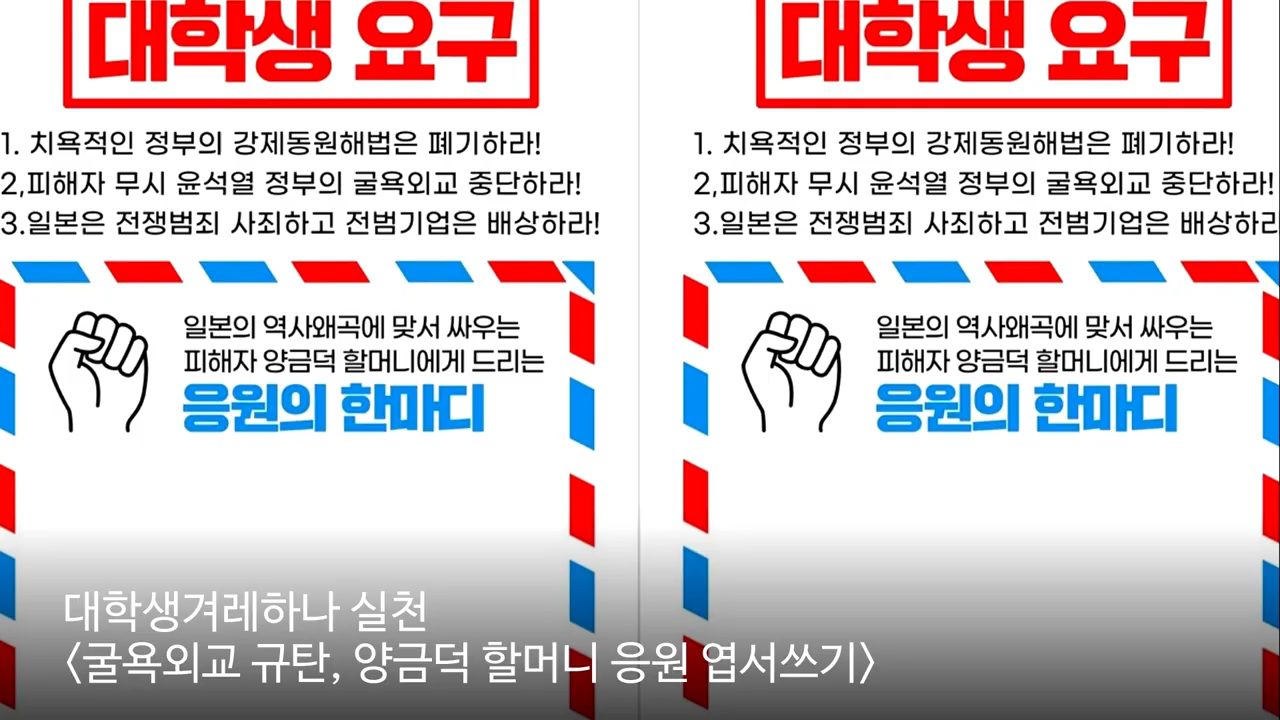 대학생 요구
1. 치욕적인 정부의 강제동원해법은 폐기하라!
2,피해자 무시 윤석열 정부의 굴욕외교 중단하라!
3.일본은 전쟁범죄 사죄하고 전범기업은 배상하라!
일본의 역사왜곡에 맞서 싸우는
피해자 양금덕 할머니에게 드리는
응원의 한마디
대학생 요구
1. 치욕적인 정부의 강제동원해법은 폐기하라!
2,피해자 무시 윤석열 정부의 굴욕외교 중단하라!
3.일본은 전쟁범죄 사죄하고 전범기업은 배상하라
일본의 역사왜곡에 맞서 싸우는
피해자 양금덕 할머니에게 드리는
응원의 한마디
대학생겨레하나 실천
<굴욕외교 규탄, 양금덕 할머니 응원 엽서쓰기>